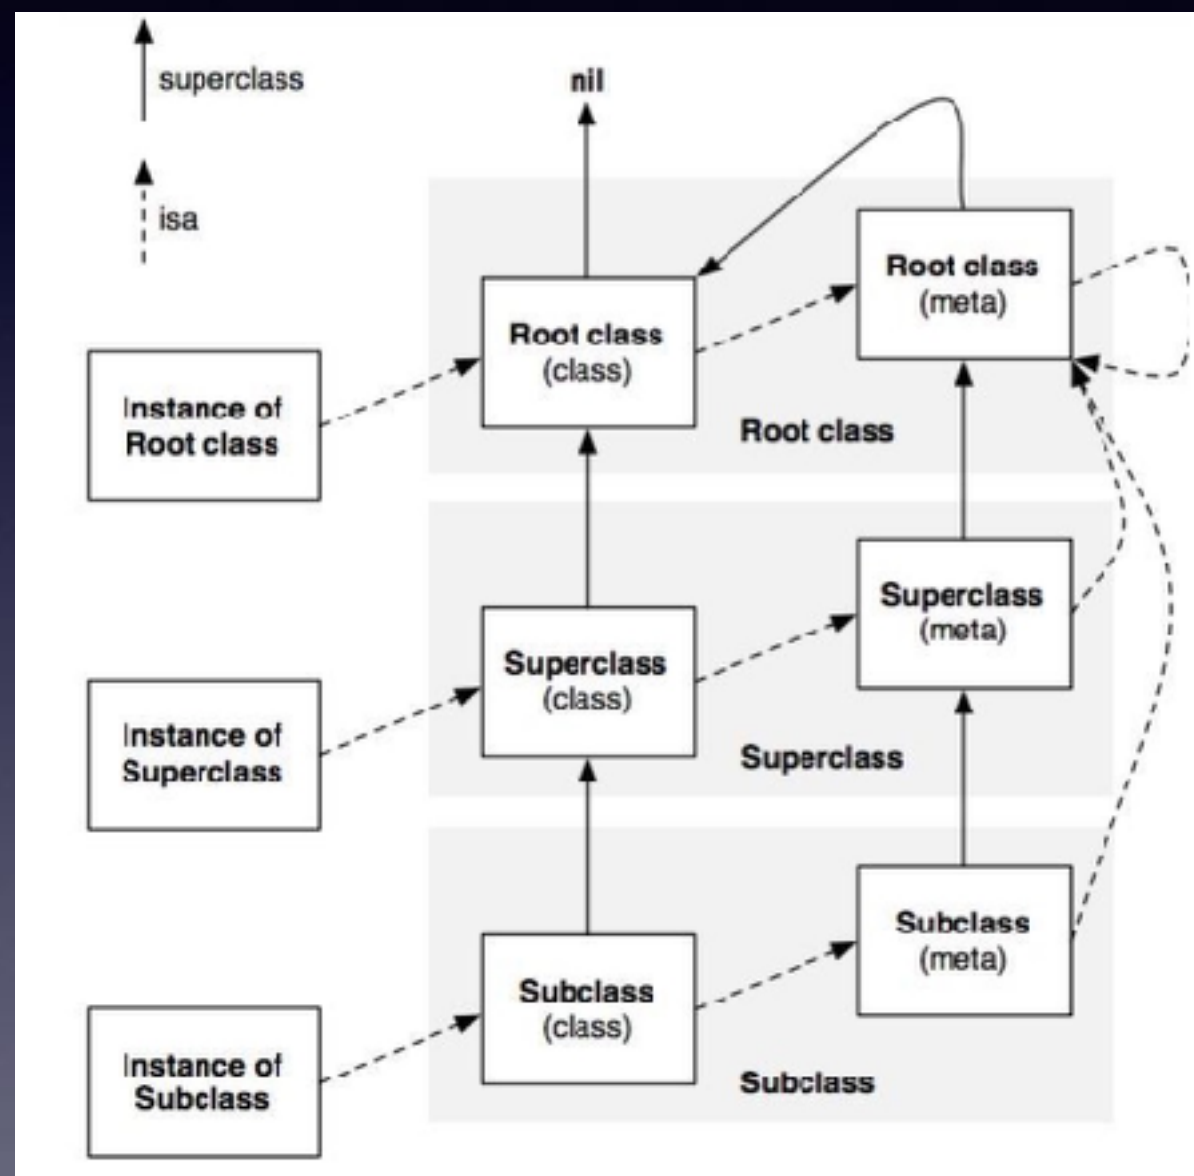 superclass
nil
isa
Root class
(meta)
Root class
(class)
Instance of
Root class
Root class
Superclass
(meta)
Superclass
(class)
Instance of
Superclass
Superclass
Subclass
(meta)
Subclass
(class)
Instance of
Subclass
Subclass